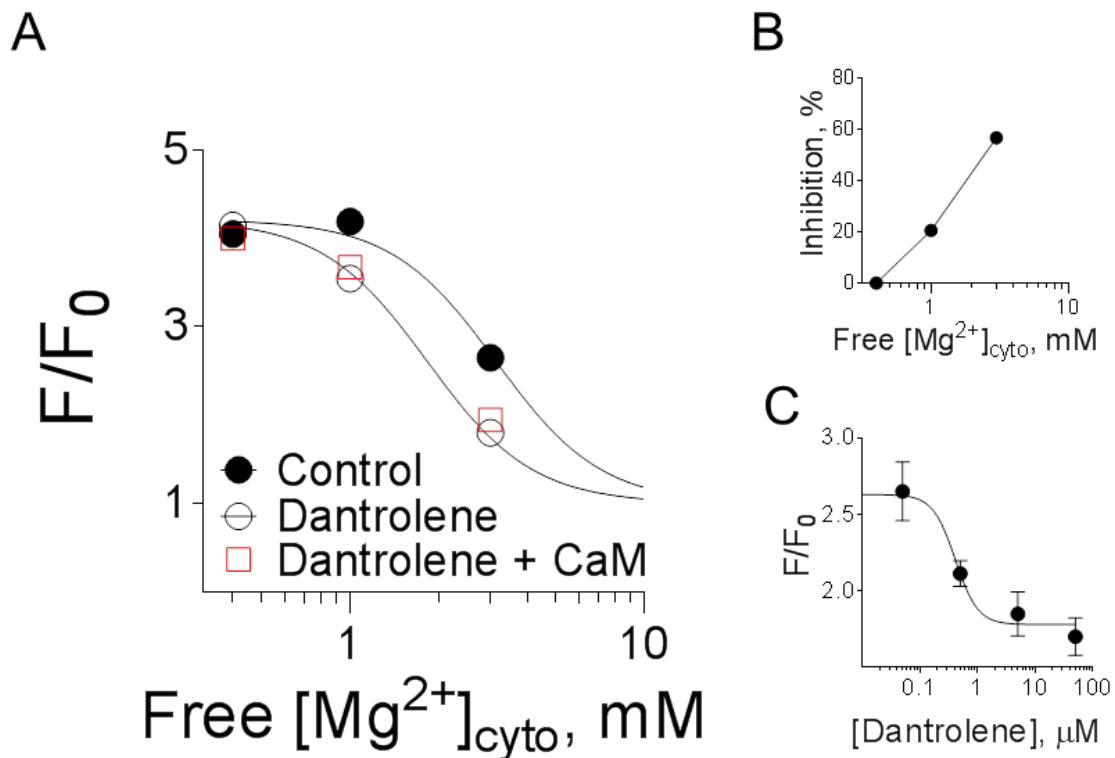 A
F/F0
5
3
1
Control
Dantrolene
Dantrolene + CaM
1
10
Free [Mg2+]cyto, mM
B
Inhibition, %
80
60
40
20
0
1
10
Free [Mg2+]cyto, mM
C
F/F0
3.0
2.5
2.0
0.1
1
10
100
[Dantrolene], μM